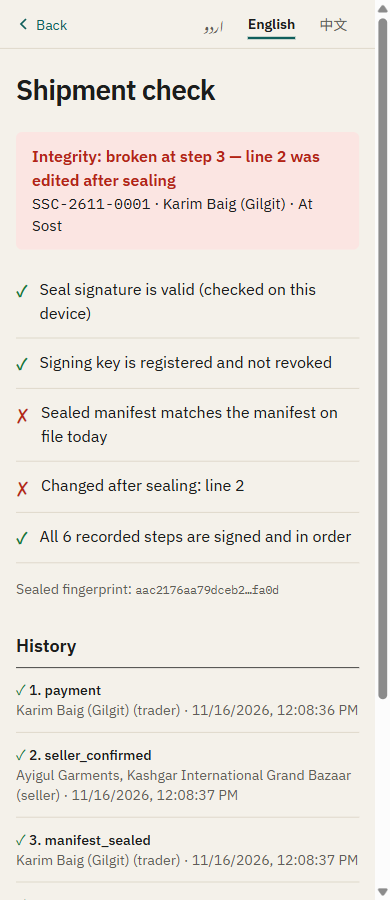 Back
اردو
English
中文
Shipment check
Integrity: broken at step 3 — line 2 was
edited after sealing
SSC-2611-0001 · Karim Baig (Gilgit) · At
Sost
✓ Seal signature is valid (checked on this
device)
✓ Signing key is registered and not revoked
✗ Sealed manifest matches the manifest on
file today
✗ Changed after sealing: line 2
✓ All 6 recorded steps are signed and in order
Sealed fingerprint: aac2176aa79dceb2…fa0d
History
✓ 1. payment
Karim Baig (Gilgit) (trader) · 11/16/2026, 12:08:36 PM
✓ 2. seller_confirmed
Ayigul Garments, Kashgar International Grand Bazaar
(seller) · 11/16/2026, 12:08:37 PM
✓ 3. manifest_sealed
Karim Baig (Gilgit) (trader) · 11/16/2026, 12:08:37 PM